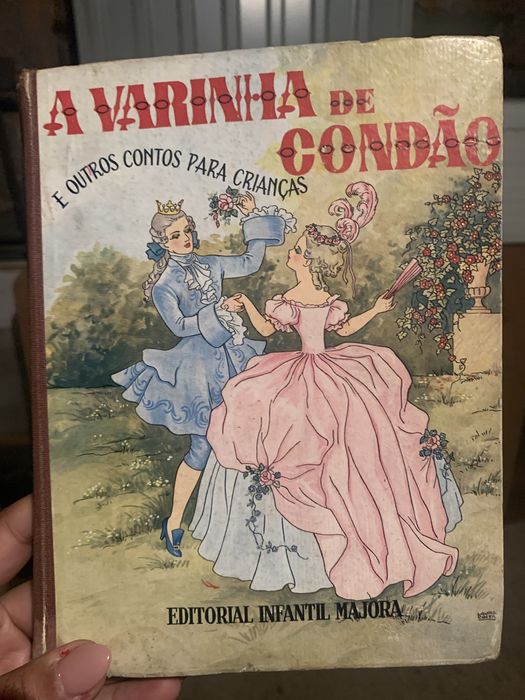 A VARINHA DE
CONDÃO
E OUTROS CONTOS PARA CRIANÇAS
EDITORIAL INFANTIL MAJORA